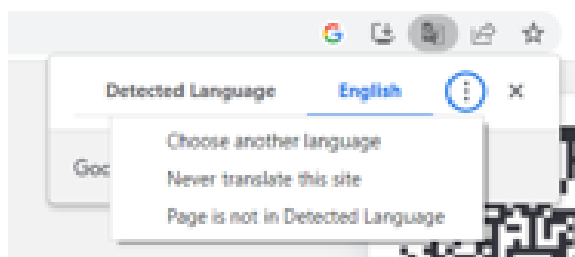 Detected Language English
Choose another language
Goo
Never translate this site
Page is not in Detected Language